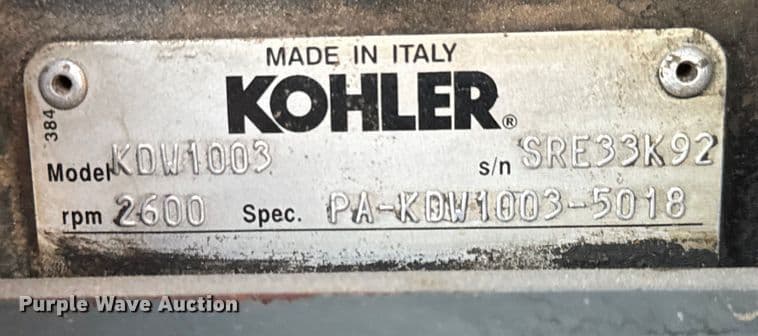 MADE IN ITALY
KOHLER®
384
Model KDW1003 s/n SRE33K92
rpm 2600 Spec. PA-KDW1003-5018
Purple Wave Auction